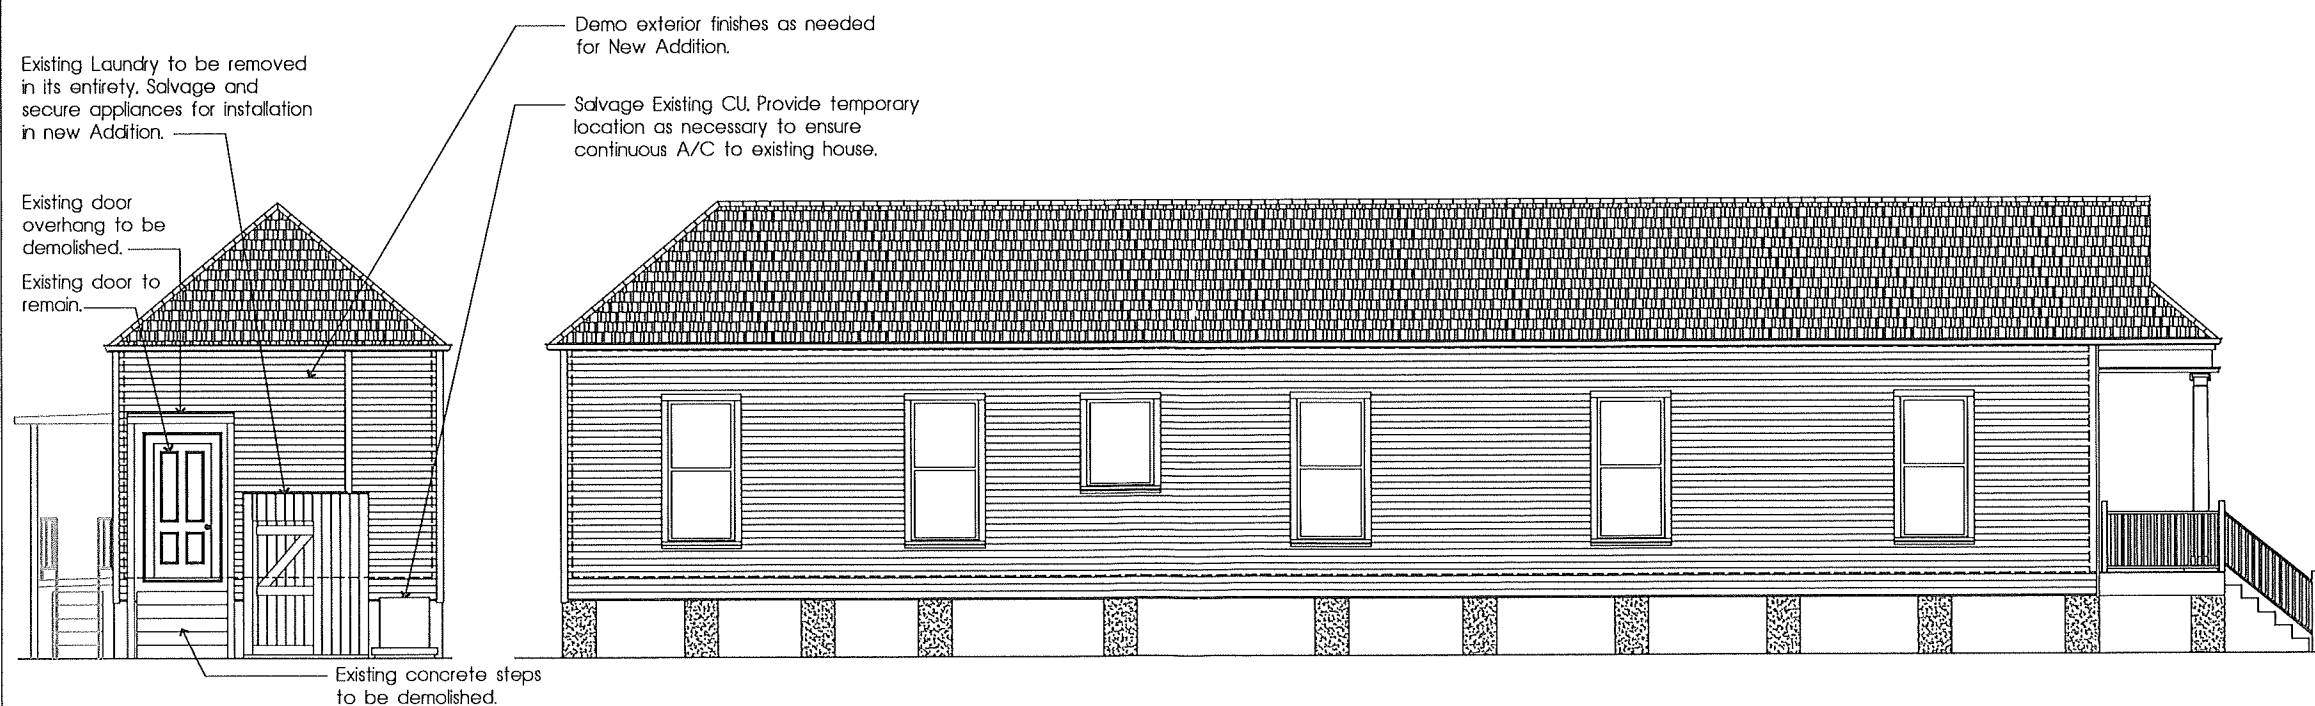 Demo exterior finishes as needed
for New Addition.
Existing Laundry to be removed
in its entirety. Salvage and
secure appliances for installation
in new Addition.
Salvage Existing CU. Provide temporary
location as necessary to ensure
continuous A/C to existing house.
Existing door
overhang to be
demolished.
Existing door to
remain.
Existing concrete steps
to be demolished.